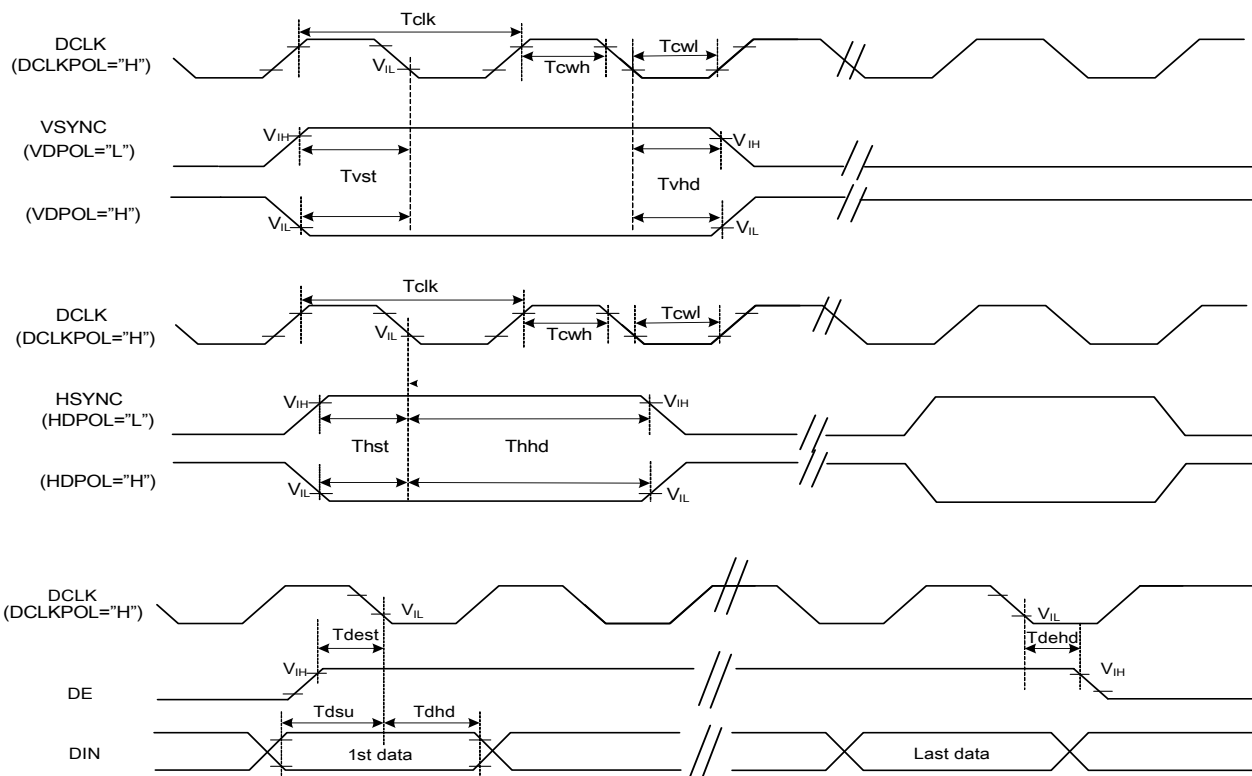 Tclk
DCLK
(DCLKPOL=”H”)
VIL
Tcwh
Tcwl
VSYNC
(VDPOL=”L”)
VIH
VIH
Tvst
Tvhd
(VDPOL=”H”)
VIL
VIL
Tclk
DCLK
(DCLKPOL=”H”)
VIL
Tcwh
Tcwl
HSYNC
(HDPOL=”L”)
VIH
VIH
Thst
Thhd
(HDPOL=”H”)
VIL
VIL
DCLK
(DCLKPOL=”H”)
VIL
VIL
Tdest
Tdehd
VIH
VIH
DE
Tdsu
Tdhd
DIN
1st data
Last data